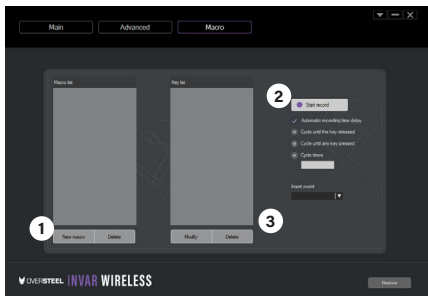 Main Advanced Macro
Macro list
Key list
2
Start record
Automatic recording time delay
Cycle until the key released
Cycle until any key pressed
Cycle times
Insert event
1
3
New macro Delete
Modify Delete
OVERSTEEL INVAR WIRELESS
Restore